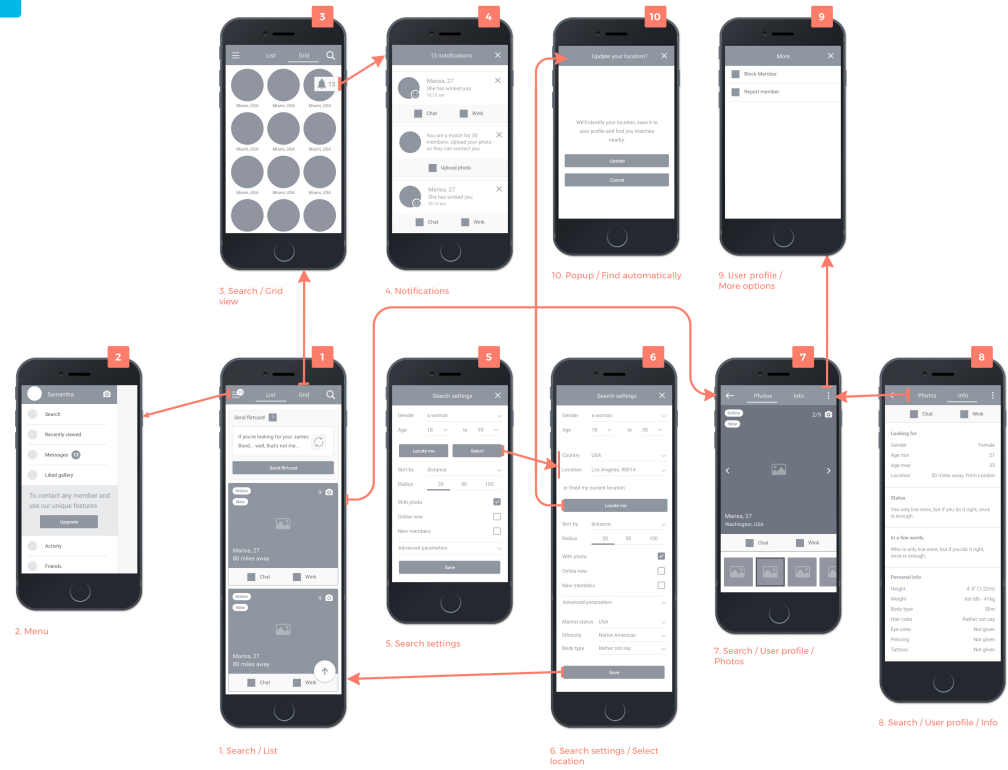 3
List
Grid
13
Miami, USA
Miami, USA
Miami, USA
Miami, USA
Miami, USA
Miami, USA
Miami, USA
Miami, USA
Miami, USA
3. Search / Grid
view
4
13 notofications
Marisa, 27
She has winked you
10:15 am
Chat
Wink
You are a match for 30
members. Upload your photo
so they can contact you.
Upload photo
Marisa, 27
She has winked you
10:15 am
Chat
Wink
4. Notifications
10
Update your location?
We'll identify your location, save it to
your profile and find you matches
nearby.
Update
Cancel
10. Popup / Find automatically
9
More
Block Member
Report member
9. User profile /
More options
2
Samantha
Search
Recently viewed
Messages
Liked gallery
To contact any member and
use our unique features
Upgrade
Activity
Friends
2. Menu
1
List
Grid
Send flirtcast!
If you're looking for your James
Bond... well, that's not me...
Send flirtcast
Online
New
9
Marisa, 27
80 miles away
Chat
Wink
Online
New
9
Marisa, 27
80 miles away
Chat
Wink
1. Search / List
5
Search settings
Gender a woman
Age 18 to 35
Locate me
Select
Sort by distance
Radius 20 50 100
With photo
Online now
New members
Advanced parameters
Save
5. Search settings
6
Search settings
Gender a woman
Age 18 to 35
Country USA
Location Los Angeles, 90014
or fined my current location
Locate me
Sort by distance
Radius 20 50 100
With photo
Online now
New members
Advanced parameters
Marital status USA
Ethnicity Native American
Body type Rather not say
Save
6. Search settings / Select
location
7
Photos
Info
Online
New
2/9
Marisa, 27
Washington, USA
Chat
Wink
7. Search / User profile /
Photos
8
Photos
Info
Chat
Wink
Looking for
Gender Female
Age min 21
Age max 35
Location 50 miles away from London
Status
You only live once, but if you do it right, once
is enough.
In a few words
Who is only live once, but if you do it right,
once is enough.
Personal info
Height 4' 0" (1.22m)
Weight 6st 6lb - 41kg
Body type Slim
Hair color Rather not say
Eye color Not given
Piercing Not given
Tattoos Not given
8. Search / User profile / Info